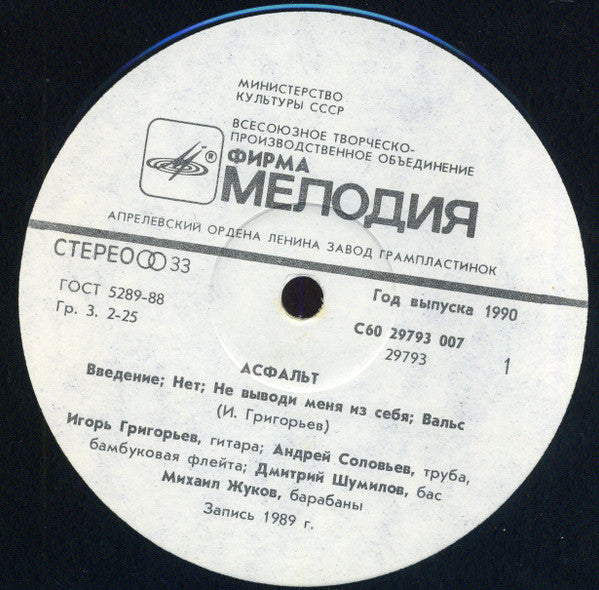 МИНИСТЕРСТВО
КУЛЬТУРЫ СССР
ВСЕСОЮЗНОЕ ТВОРЧЕСКО-
ПРОИЗВОДСТВЕННОЕ ОБЪЕДИНЕНИЕ
ФИРМА
®
МЕЛОДИЯ
АПРЕЛЕВСКИЙ ОРДЕНА ЛЕНИНА ЗАВОД ГРАМПЛАСТИНОК
СТЕРЕО 33
ГОСТ 5289-88
Гр. 3. 2-25
Год выпуска 1990
С60 29793 007
29793
1
АСФАЛЬТ
Введение; Нет; Не выводи меня из себя; Вальс
(И. Григорьев)
Игорь Григорьев, гитара; Андрей Соловьев, труба,
бамбуковая флейта; Дмитрий Шумилов, бас
Михаил Жуков, барабаны
Запись 1989 г.